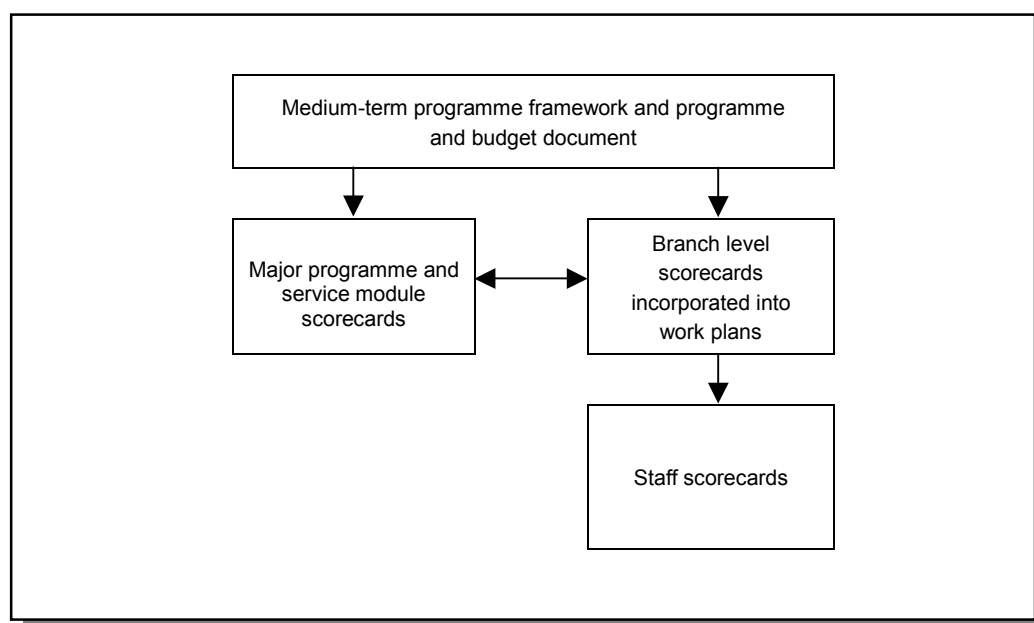 Medium-term programme framework and programme
and budget document
Major programme and
service module
scorecards
Branch level
scorecards
incorporated into
work plans
Staff scorecards